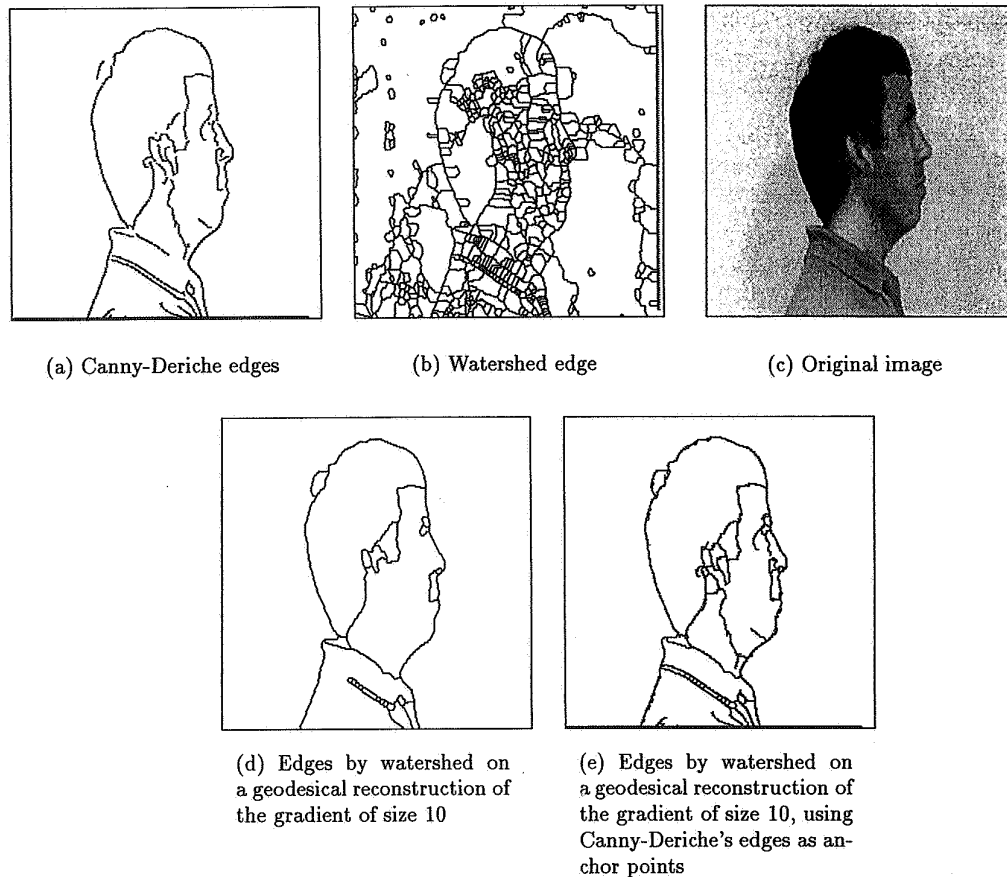 (a) Canny-Deriche edges
(b) Watershed edge
(c) Original image
(d) Edges by watershed on
a geodesical reconstruction of
the gradient of size 10
(e) Edges by watershed on
a geodesical reconstruction of
the gradient of size 10, using
Canny-Deriche's edges as an-
chor points